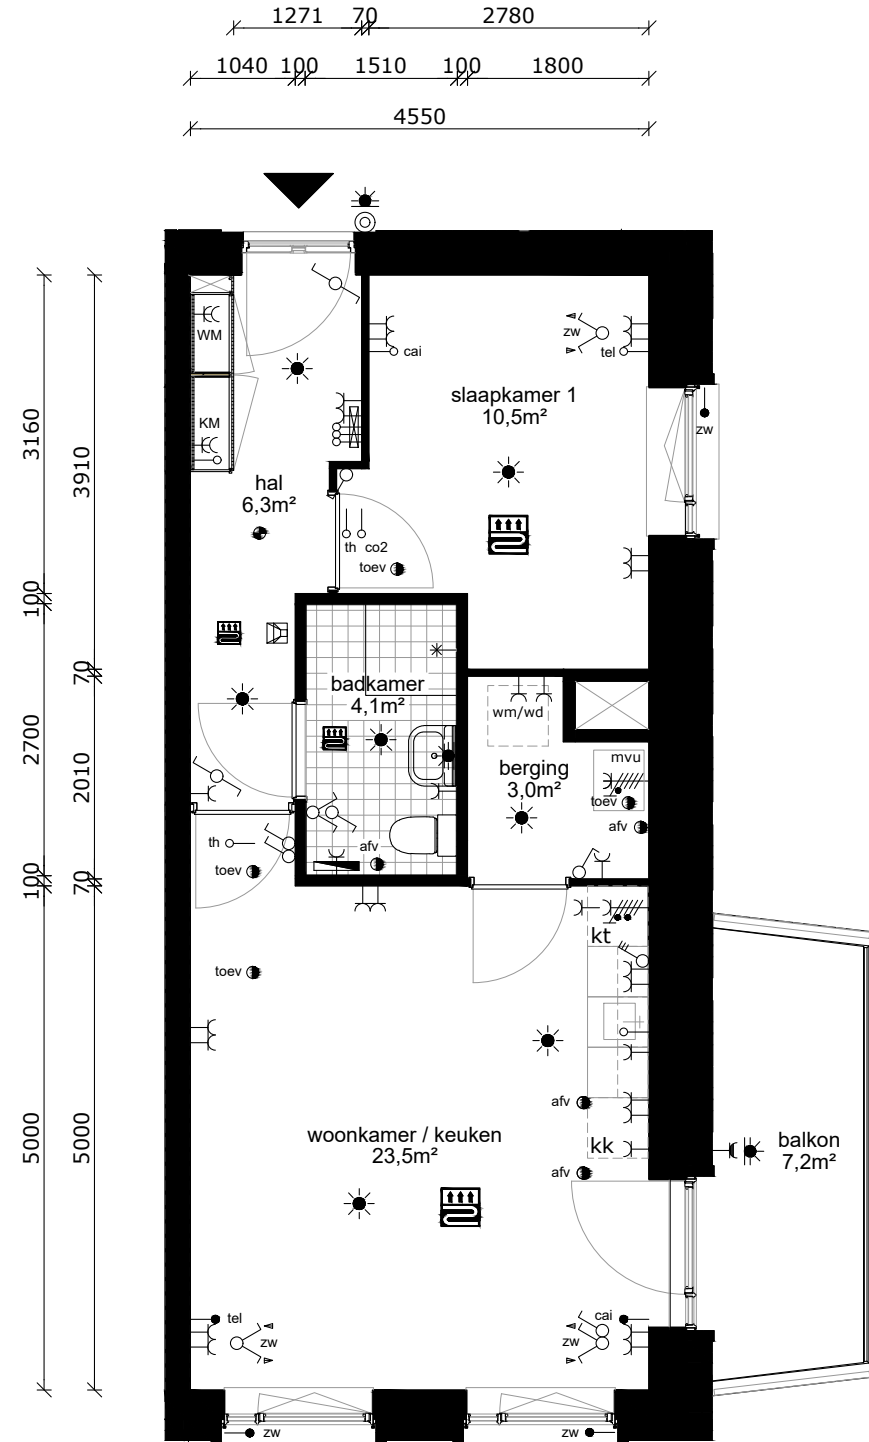 1271 70 2780
1040 100 1510 100 1800
4550
WM
zw
cai
tel
slaapkamer 1
10,5m²
zw
KM
hal
6,3m²
th co2
toev
3160
3910
100
70
badkamer
4,1m²
wm/wd
mvu
berging
3,0m²
toev
afv
2700
2010
th
toev
afv
100
70
kt
toev
afv
woonkamer / keuken
23,5m²
kk
afv
balkon
7,2m²
5000
5000
tel
zw
cai
zw
zw
zw